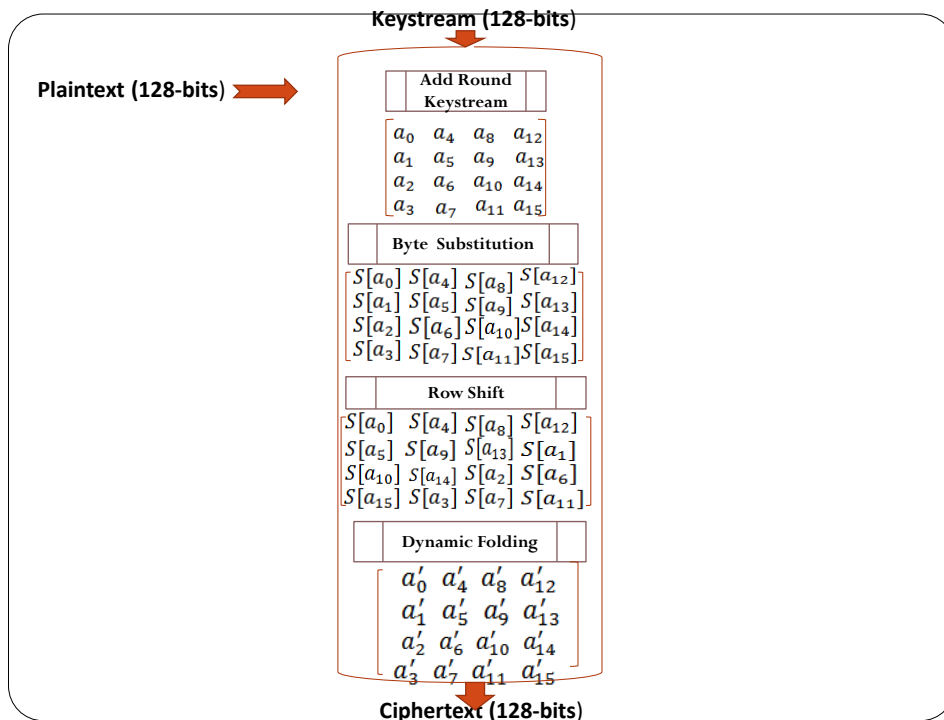 Keystream (128-bits)
Plaintext (128-bits)
Add Round
Keystream
a₀ a₄ a₈ a₁₂
a₁ a₅ a₉ a₁₃
a₂ a₆ a₁₀ a₁₄
a₃ a₇ a₁₁ a₁₅
Byte Substitution
S[a₀] S[a₄] S[a₈] S[a₁₂]
S[a₁] S[a₅] S[a₉] S[a₁₃]
S[a₂] S[a₆] S[a₁₀] S[a₁₄]
S[a₃] S[a₇] S[a₁₁] S[a₁₅]
Row Shift
S[a₀] S[a₄] S[a₈] S[a₁₂]
S[a₅] S[a₉] S[a₁₃] S[a₁]
S[a₁₀] S[a₁₄] S[a₂] S[a₆]
S[a₁₅] S[a₃] S[a₇] S[a₁₁]
Dynamic Folding
a′₀ a′₄ a′₈ a′₁₂
a′₁ a′₅ a′₉ a′₁₃
a′₂ a′₆ a′₁₀ a′₁₄
a′₃ a′₇ a′₁₁ a′₁₅
Ciphertext (128-bits)